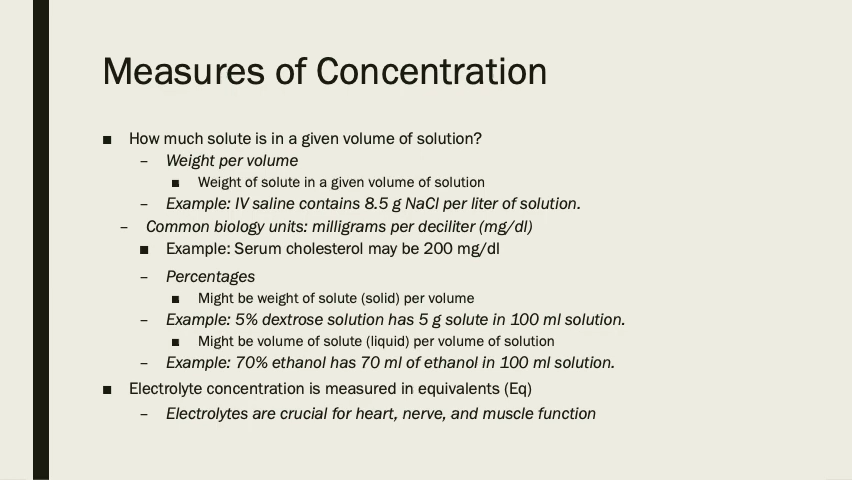 Measures of Concentration
■ How much solute is in a given volume of solution?
– Weight per volume
■ Weight of solute in a given volume of solution
– Example: IV saline contains 8.5 g NaCl per liter of solution.
– Common biology units: milligrams per deciliter (mg/dl)
■ Example: Serum cholesterol may be 200 mg/dl
– Percentages
■ Might be weight of solute (solid) per volume
– Example: 5% dextrose solution has 5 g solute in 100 ml solution.
■ Might be volume of solute (liquid) per volume of solution
– Example: 70% ethanol has 70 ml of ethanol in 100 ml solution.
■ Electrolyte concentration is measured in equivalents (Eq)
– Electrolytes are crucial for heart, nerve, and muscle function